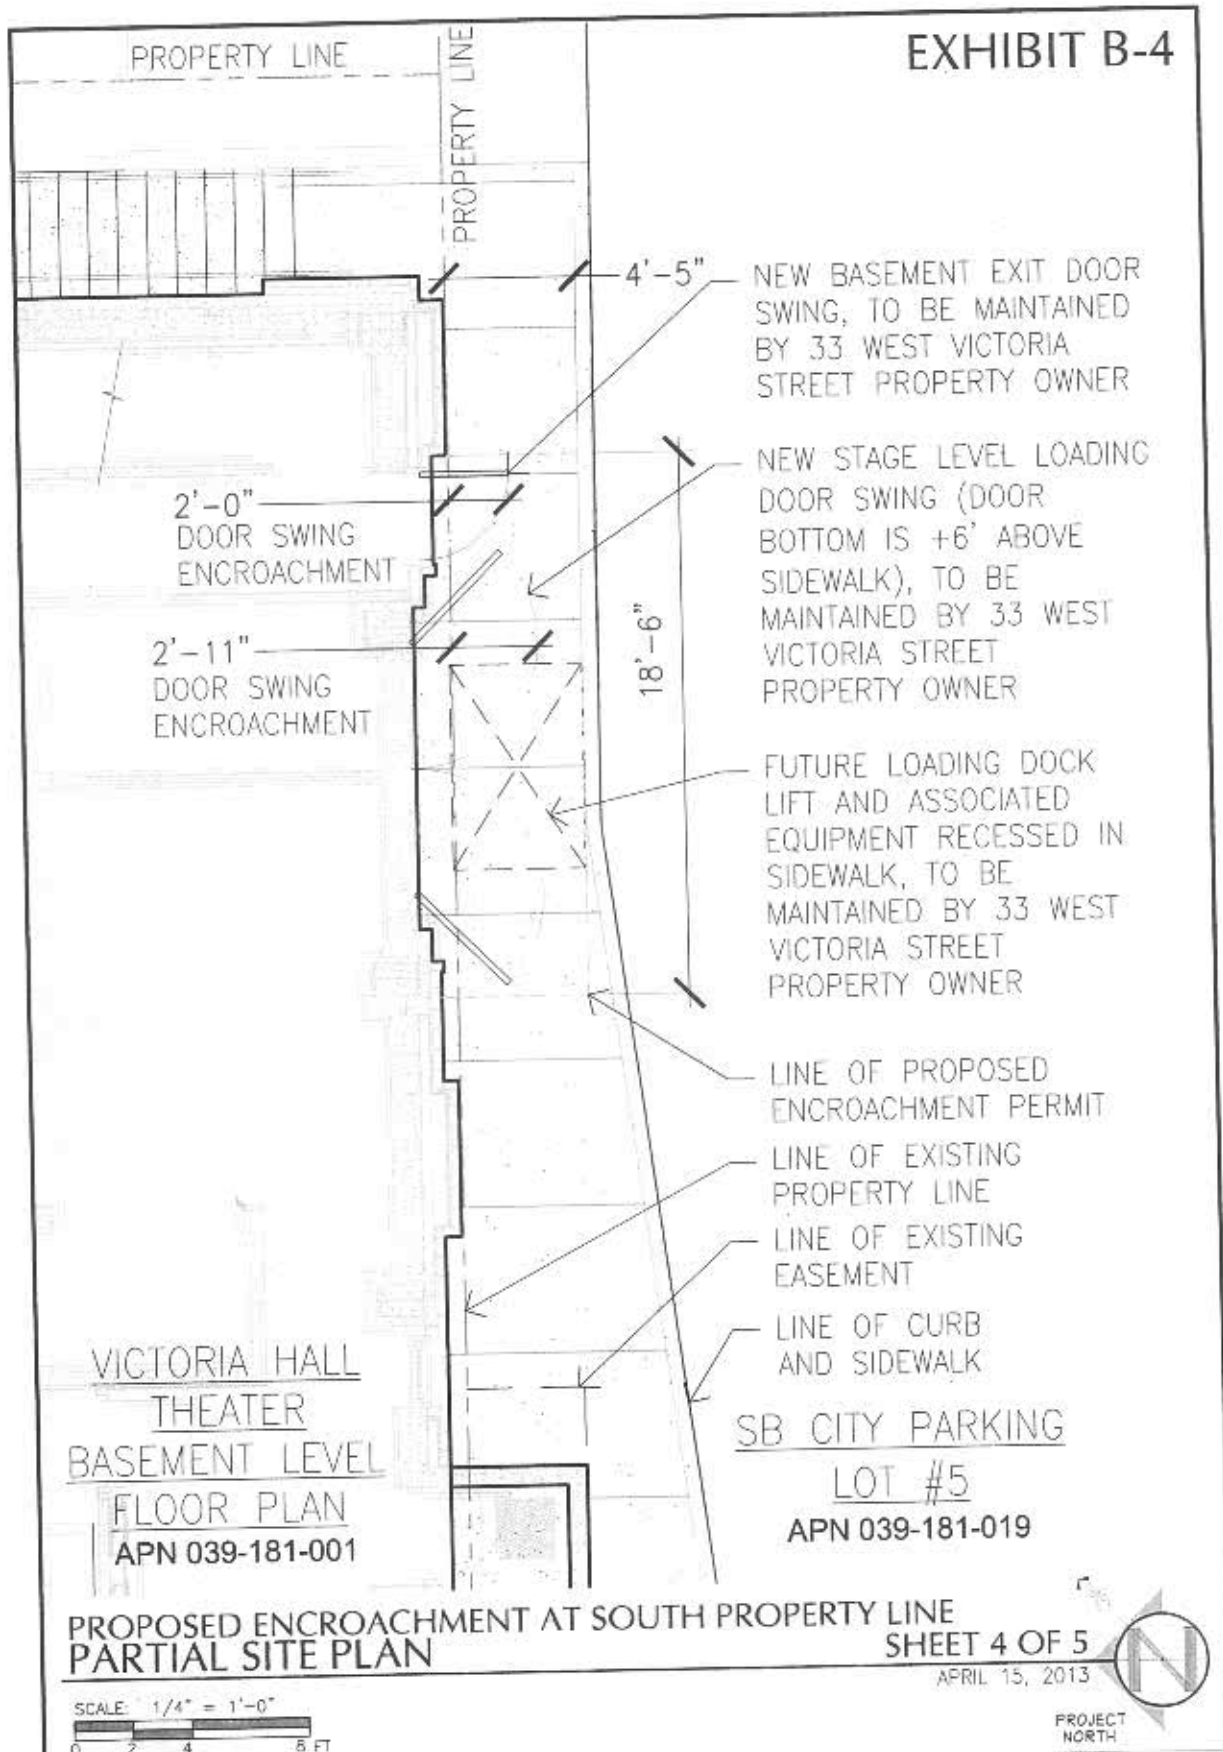 EXHIBIT B-4
PROPERTY LINE
PROPERTY LINE
4'-5"
NEW BASEMENT EXIT DOOR
SWING, TO BE MAINTAINED
BY 33 WEST VICTORIA
STREET PROPERTY OWNER
2'-0"
DOOR SWING
ENCROACHMENT
NEW STAGE LEVEL LOADING
DOOR SWING (DOOR
BOTTOM IS +6' ABOVE
SIDEWALK), TO BE
MAINTAINED BY 33 WEST
VICTORIA STREET
PROPERTY OWNER
2'-11"
DOOR SWING
ENCROACHMENT
18'-6"
FUTURE LOADING DOCK
LIFT AND ASSOCIATED
EQUIPMENT RECESSED IN
SIDEWALK, TO BE
MAINTAINED BY 33 WEST
VICTORIA STREET
PROPERTY OWNER
LINE OF PROPOSED
ENCROACHMENT PERMIT
LINE OF EXISTING
PROPERTY LINE
LINE OF EXISTING
EASEMENT
LINE OF CURB
AND SIDEWALK
VICTORIA HALL
THEATER
BASEMENT LEVEL
FLOOR PLAN
APN 039-181-001
SB CITY PARKING
LOT #5
APN 039-181-019
PROPOSED ENCROACHMENT AT SOUTH PROPERTY LINE
PARTIAL SITE PLAN
SHEET 4 OF 5
APRIL 15, 2013
N
PROJECT
NORTH
SCALE: 1/4" = 1'-0"
0 2 4 8 FT